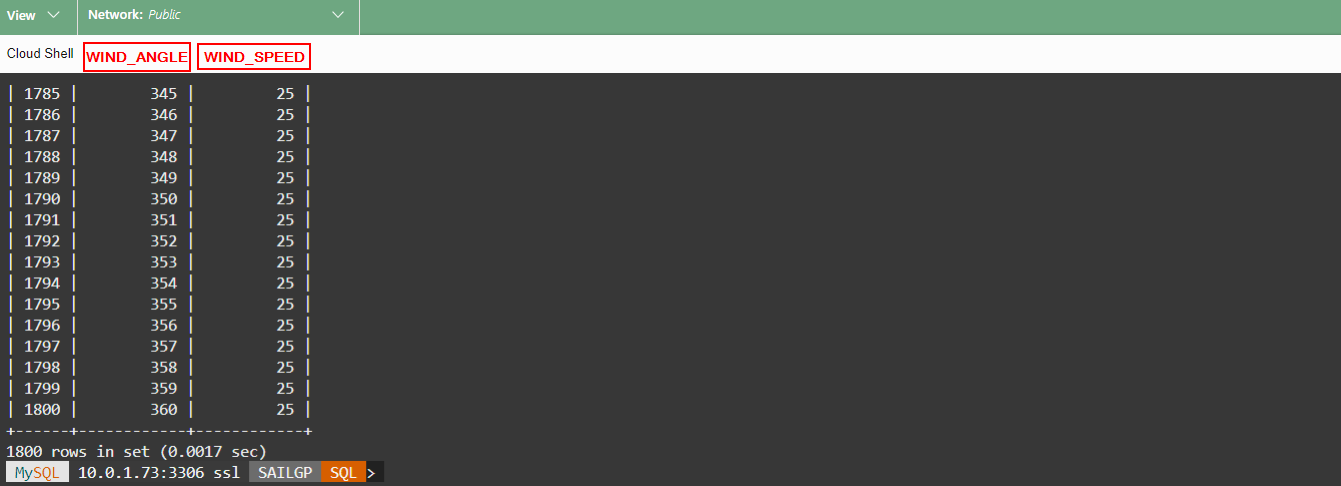 View Network: Public
Cloud Shell WIND_ANGLE WIND_SPEED
| 1785 | 345 | 25 |
| 1786 | 346 | 25 |
| 1787 | 347 | 25 |
| 1788 | 348 | 25 |
| 1789 | 349 | 25 |
| 1790 | 350 | 25 |
| 1791 | 351 | 25 |
| 1792 | 352 | 25 |
| 1793 | 353 | 25 |
| 1794 | 354 | 25 |
| 1795 | 355 | 25 |
| 1796 | 356 | 25 |
| 1797 | 357 | 25 |
| 1798 | 358 | 25 |
| 1799 | 359 | 25 |
| 1800 | 360 | 25 |
+------+------------+------------+
1800 rows in set (0.0017 sec)
MySQL 10.0.1.73:3306 ssl SAILGP SQL >